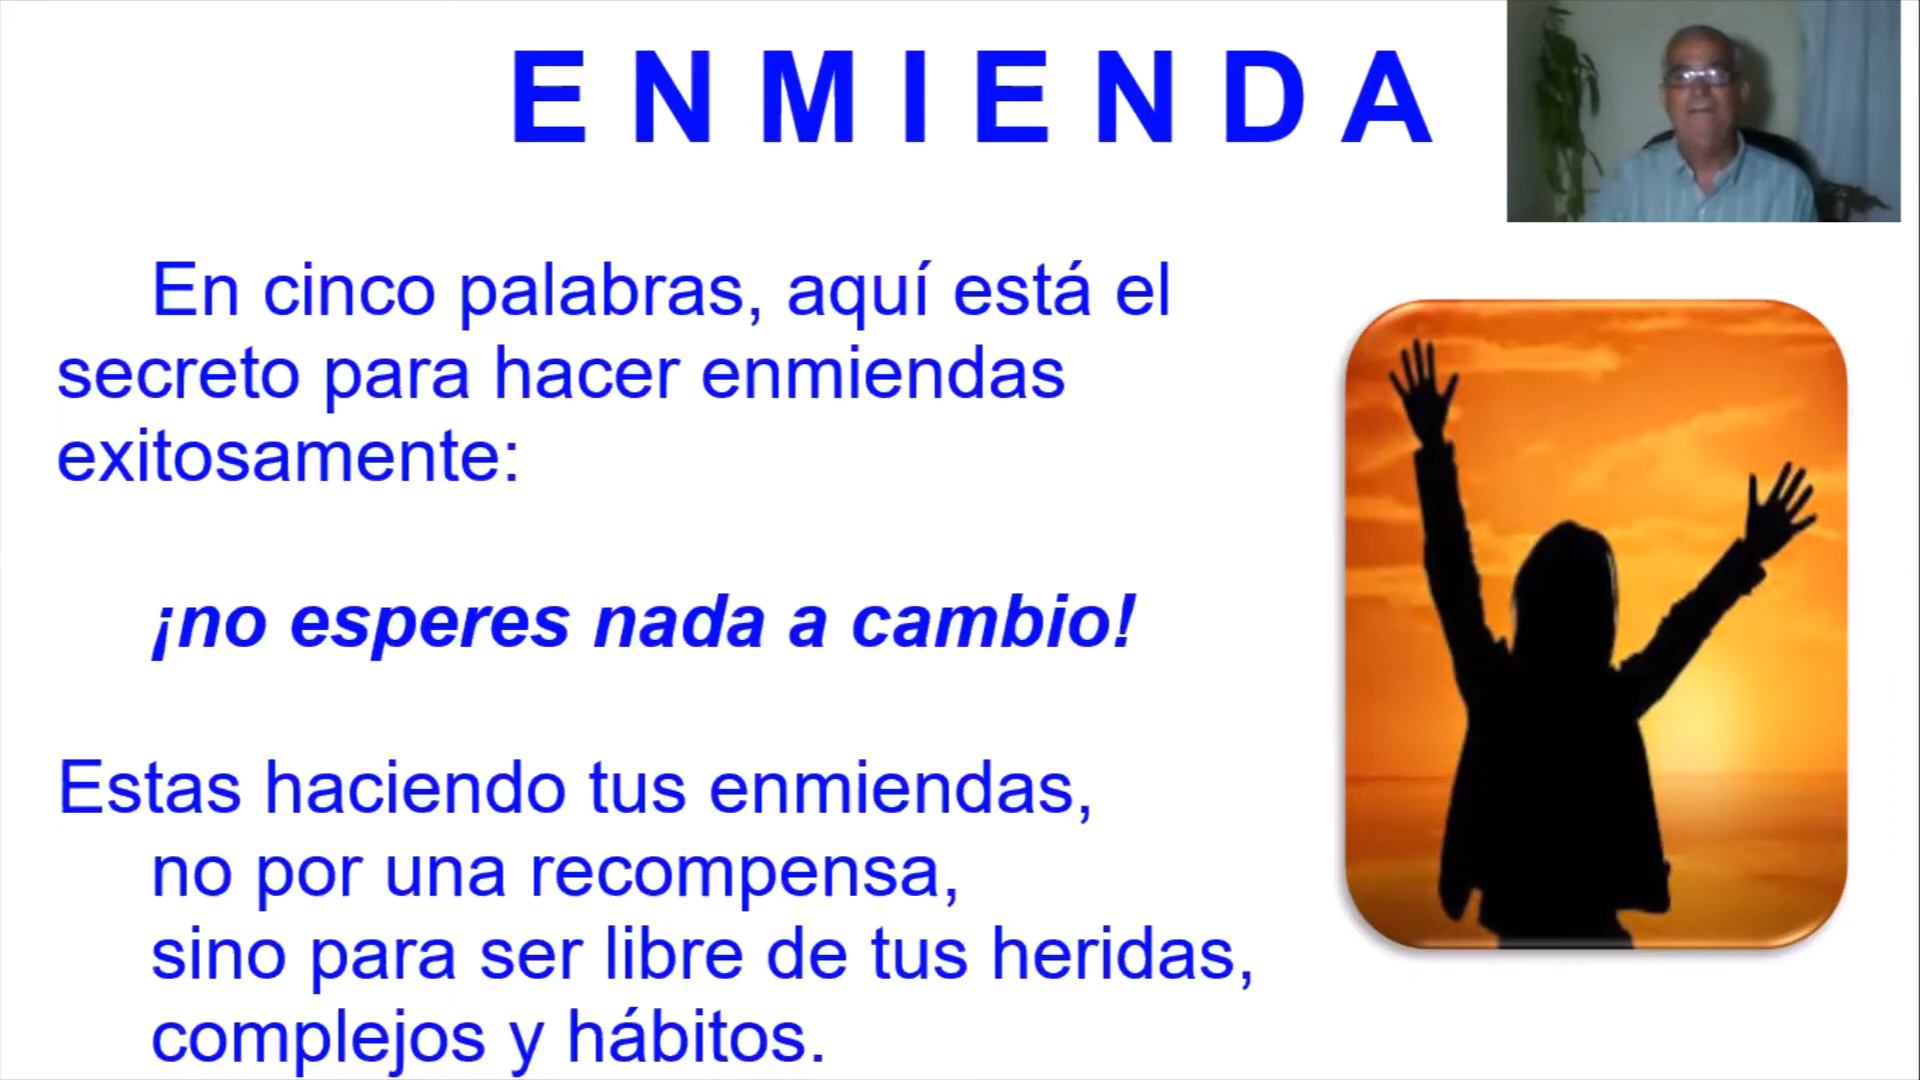 E N M I E N D A
En cinco palabras, aquí está el
secreto para hacer enmiendas
exitosamente:
¡no esperes nada a cambio!
Estas haciendo tus enmiendas,
no por una recompensa,
sino para ser libre de tus heridas,
complejos y hábitos.